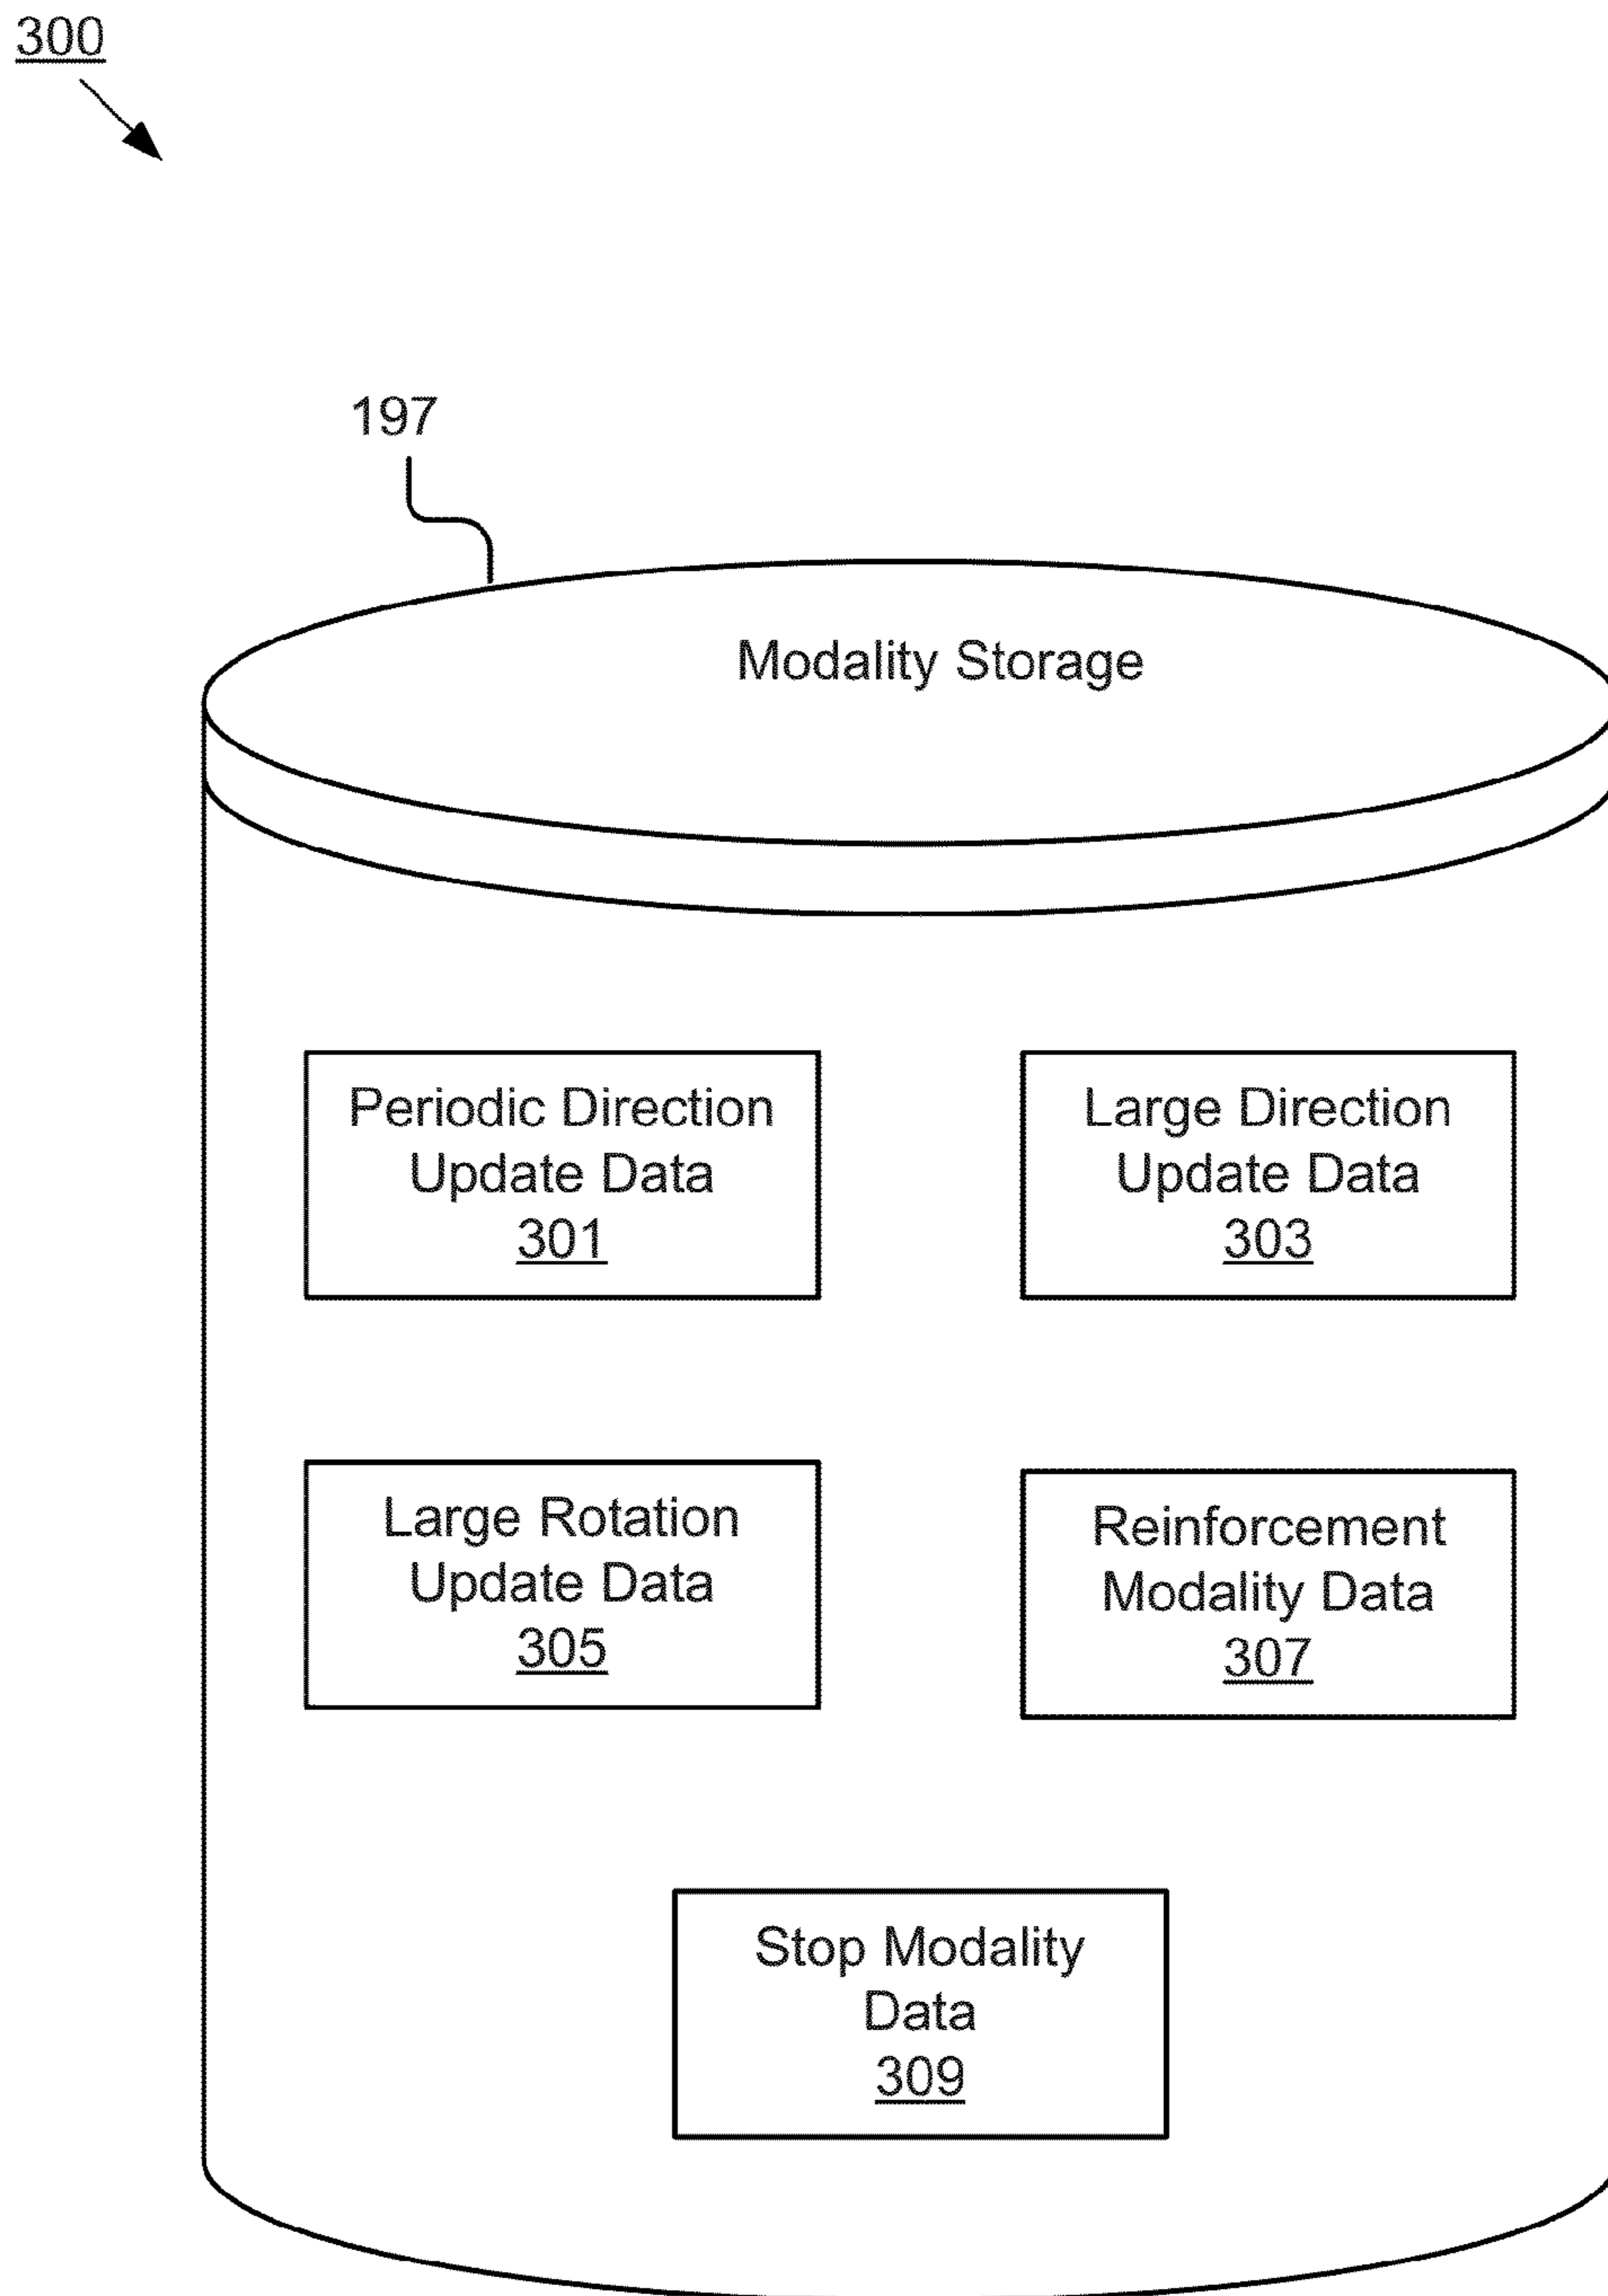 300
197
Modality Storage
Periodic Direction
Update Data
301
Large Direction
Update Data
303
Large Rotation
Update Data
305
Reinforcement
Modality Data
307
Stop Modality
Data
309